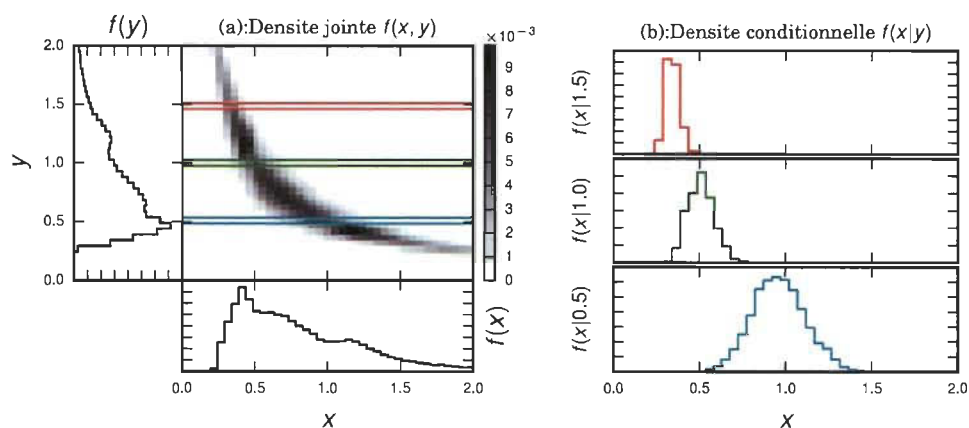 f(y)
(a):Densite jointe f(x, y)
×10⁻³
2.0
1.5
1.0
0.5
0.0
y
9
8
7
6
5
4
3
2
1
0
f(x)
0.0 0.5 1.0 1.5 2.0
x
(b):Densite conditionnelle f(x|y)
f(x|1.5)
f(x|1.0)
f(x|0.5)
0.0 0.5 1.0 1.5 2.0
x